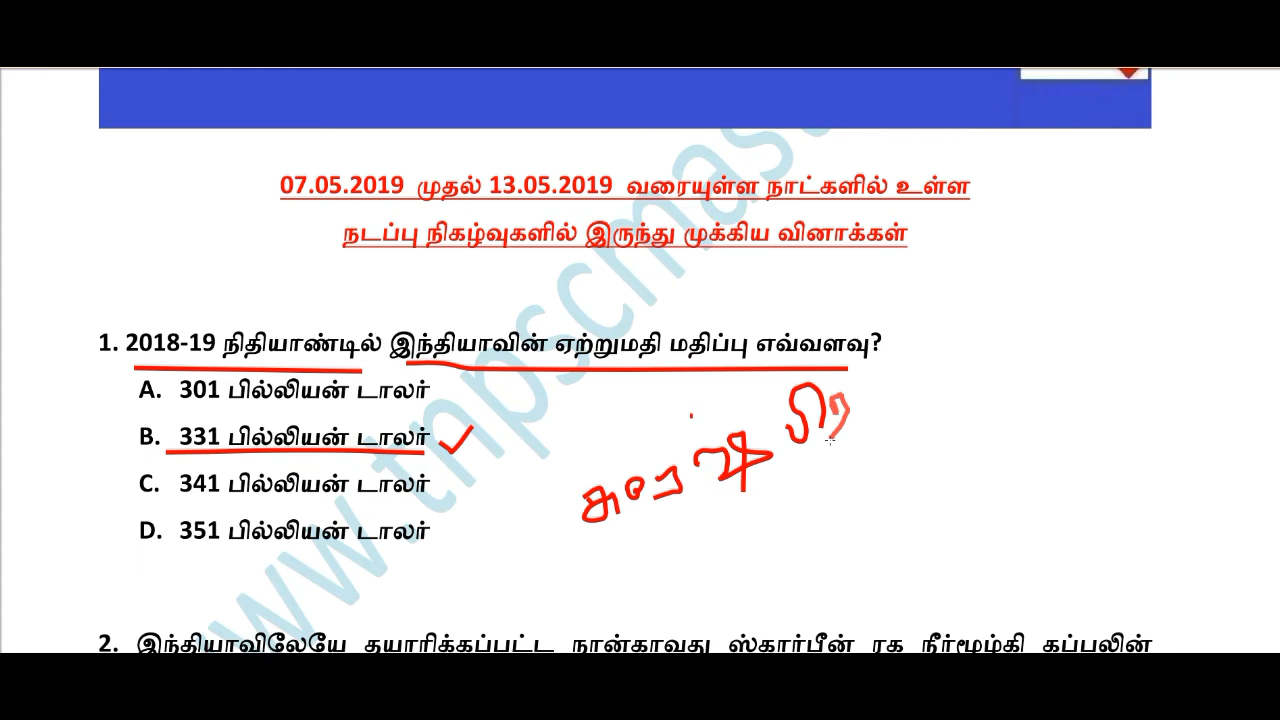 07.05.2019 முதல் 13.05.2019 வரையுள்ள நாட்களில் உள்ள
நடப்பு நிகழ்வுகளில் இருந்து முக்கிய வினாக்கள்
1. 2018-19 நிதியாண்டில் இந்தியாவின் ஏற்றுமதி மதிப்பு எவ்வளவு?
A. 301 பில்லியன் டாலர்
B. 331 பில்லியன் டாலர்
C. 341 பில்லியன் டாலர்
D. 351 பில்லியன் டாலர்
2. இந்தியாவிலேயே தயாரிக்கப்பட்ட நான்காவது ஸ்கார்பீன் ரக நீர்மூழ்கி கப்பலின்